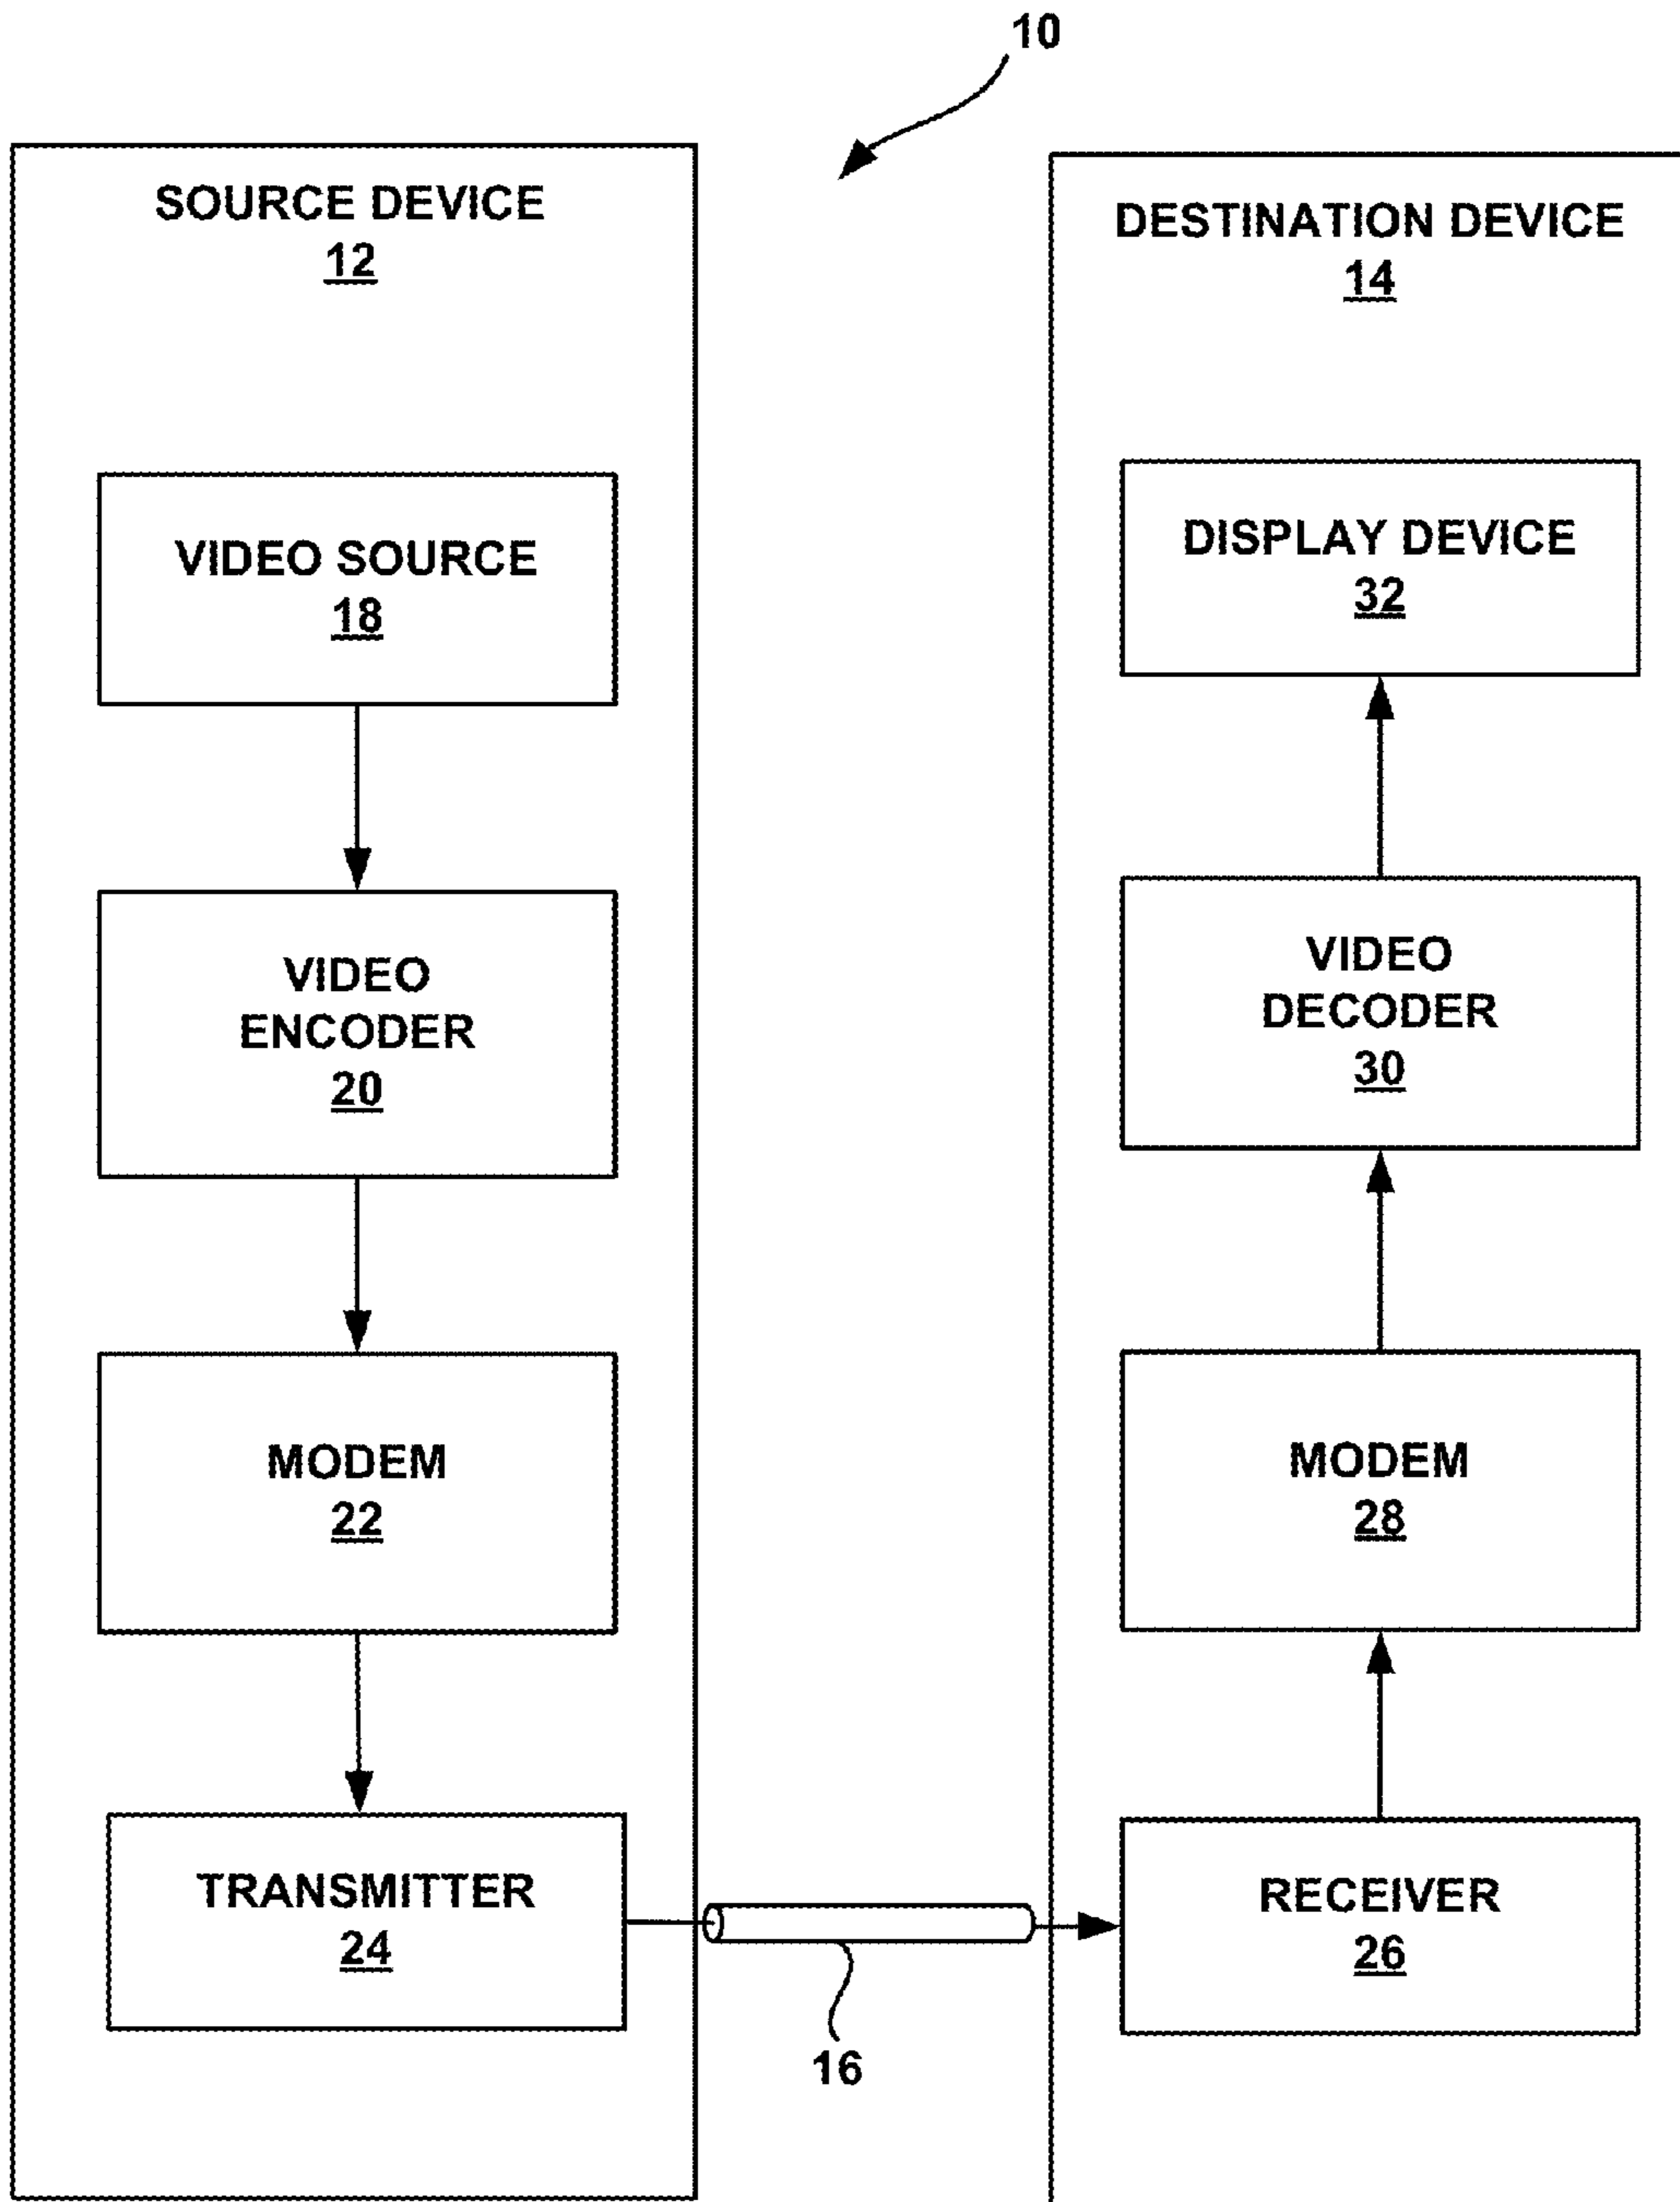 10
SOURCE DEVICE
12
VIDEO SOURCE
18
VIDEO
ENCODER
20
MODEM
22
TRANSMITTER
24
16
DESTINATION DEVICE
14
DISPLAY DEVICE
32
VIDEO
DECODER
30
MODEM
28
RECEIVER
26